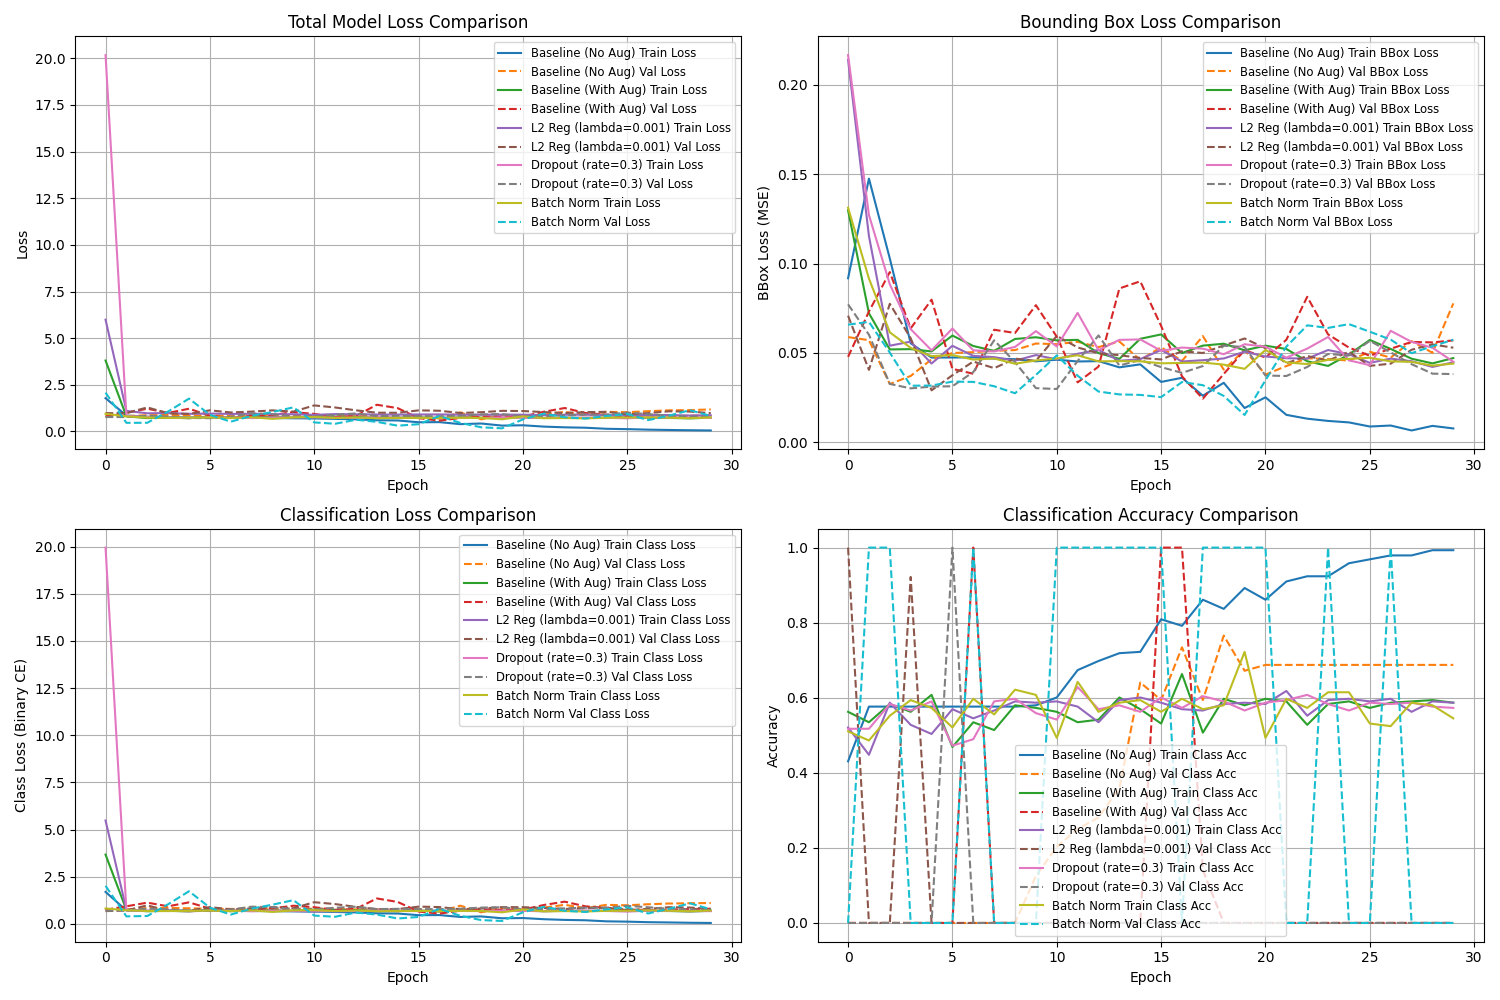 Total Model Loss Comparison
Loss
20.0
17.5
15.0
12.5
10.0
7.5
5.0
2.5
0.0
Baseline (No Aug) Train Loss
Baseline (No Aug) Val Loss
Baseline (With Aug) Train Loss
Baseline (With Aug) Val Loss
L2 Reg (lambda=0.001) Train Loss
L2 Reg (lambda=0.001) Val Loss
Dropout (rate=0.3) Train Loss
Dropout (rate=0.3) Val Loss
Batch Norm Train Loss
Batch Norm Val Loss
0 5 10 15 20 25 30
Epoch
Bounding Box Loss Comparison
BBox Loss (MSE)
0.20
0.15
0.10
0.05
0.00
Baseline (No Aug) Train BBox Loss
Baseline (No Aug) Val BBox Loss
Baseline (With Aug) Train BBox Loss
Baseline (With Aug) Val BBox Loss
L2 Reg (lambda=0.001) Train BBox Loss
L2 Reg (lambda=0.001) Val BBox Loss
Dropout (rate=0.3) Train BBox Loss
Dropout (rate=0.3) Val BBox Loss
Batch Norm Train BBox Loss
Batch Norm Val BBox Loss
0 5 10 15 20 25 30
Epoch
Classification Loss Comparison
Class Loss (Binary CE)
20.0
17.5
15.0
12.5
10.0
7.5
5.0
2.5
0.0
Baseline (No Aug) Train Class Loss
Baseline (No Aug) Val Class Loss
Baseline (With Aug) Train Class Loss
Baseline (With Aug) Val Class Loss
L2 Reg (lambda=0.001) Train Class Loss
L2 Reg (lambda=0.001) Val Class Loss
Dropout (rate=0.3) Train Class Loss
Dropout (rate=0.3) Val Class Loss
Batch Norm Train Class Loss
Batch Norm Val Class Loss
0 5 10 15 20 25 30
Epoch
Classification Accuracy Comparison
Accuracy
1.0
0.8
0.6
0.4
0.2
0.0
Baseline (No Aug) Train Class Acc
Baseline (No Aug) Val Class Acc
Baseline (With Aug) Train Class Acc
Baseline (With Aug) Val Class Acc
L2 Reg (lambda=0.001) Train Class Acc
L2 Reg (lambda=0.001) Val Class Acc
Dropout (rate=0.3) Train Class Acc
Dropout (rate=0.3) Val Class Acc
Batch Norm Train Class Acc
Batch Norm Val Class Acc
0 5 10 15 20 25 30
Epoch